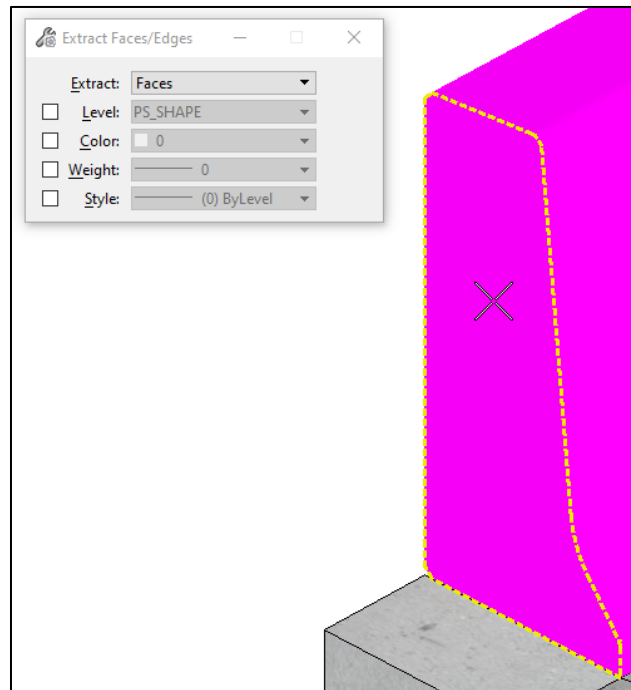 Extract Faces/Edges
Extract: Faces
Level: PS_SHAPE
Color: 0
Weight: 0
Style: (0) ByLevel